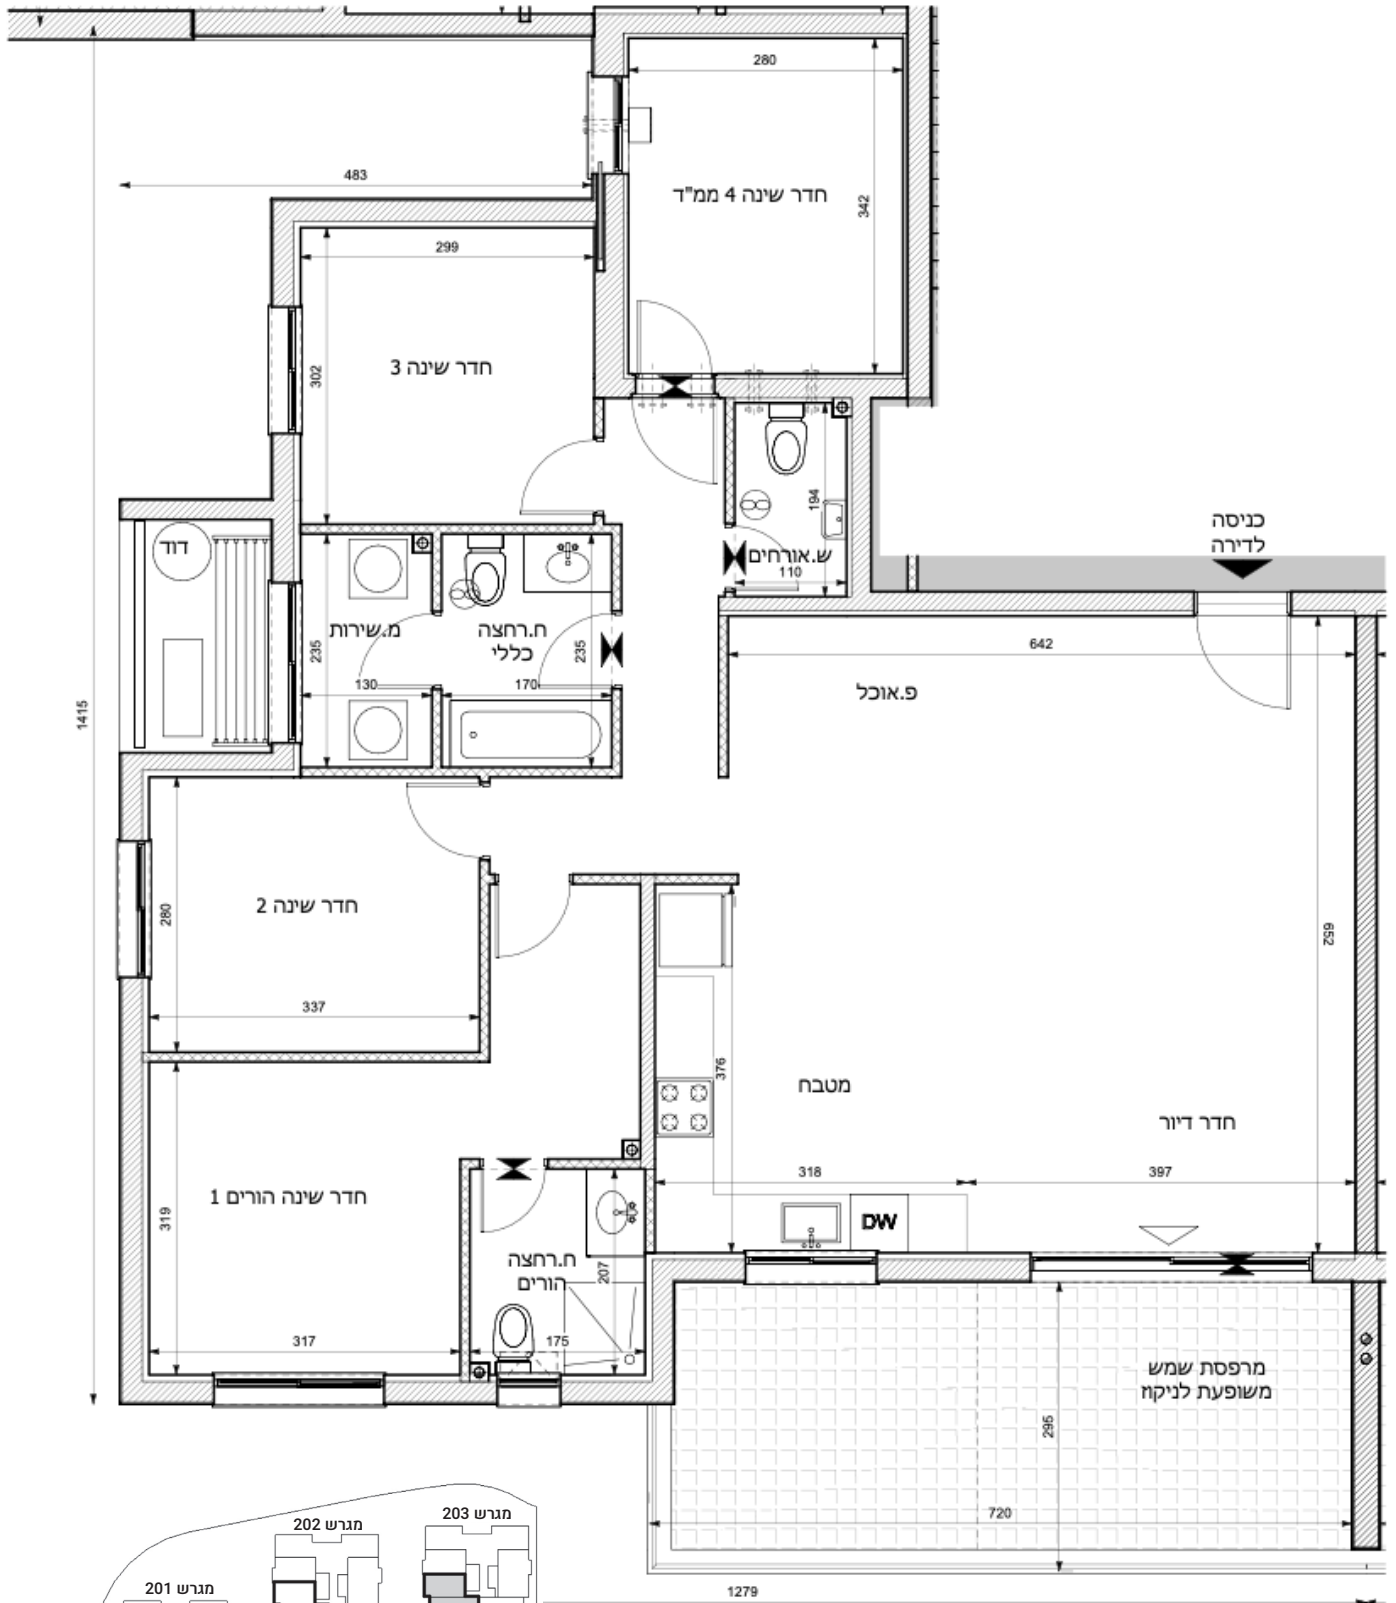 280
483
חדר שינה 4 ממ"ד
342
299
חדר שינה 3
302
194
כניסה
לדירה
דוד
ש.אורחים
110
מ.שירות
ח.רחצה
כללי
235
235
130
170
642
פ.אוכל
1415
280
חדר שינה 2
652
337
376
מטבח
חדר דיור
318
397
חדר שינה הורים 1
319
DW
ח.רחצה
הורים
207
317
175
מרפסת שמש
משופעת לניקוז
295
720
מגרש 203
מגרש 202
מגרש 201
1279